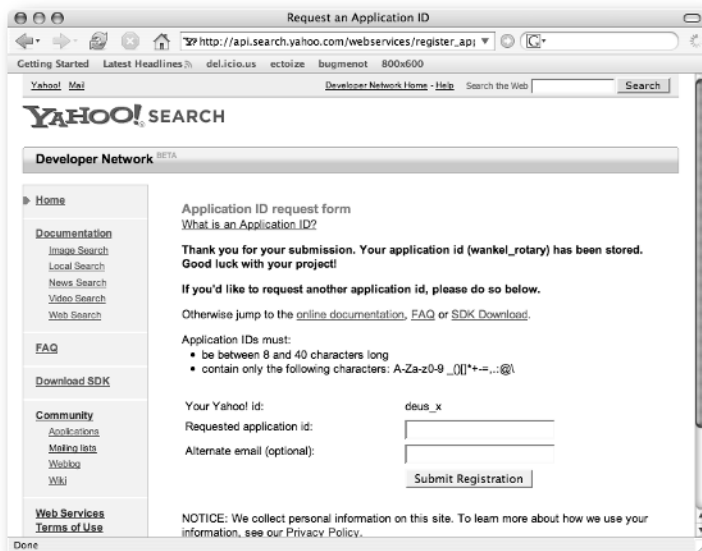 Request an Application ID
http://api.search.yahoo.com/webservices/register_ap
Getting Started Latest Headlines del.icio.us ectoize bugmenot 800x600
Yahoo! Mail Developer Network Home - Help Search the Web Search
YAHOO! SEARCH
Developer Network BETA
Home
Documentation
Image Search
Local Search
News Search
Video Search
Web Search
FAQ
Download SDK
Community
Applications
Mailing lists
Weblog
Wiki
Web Services
Terms of Use
Application ID request form
What is an Application ID?
Thank you for your submission. Your application id (wankel_rotary) has been stored.
Good luck with your project!
If you'd like to request another application id, please do so below.
Otherwise jump to the online documentation, FAQ or SDK Download.
Application IDs must:
• be between 8 and 40 characters long
• contain only the following characters: A-Za-z0-9 _()[]*+-=,.:@\
Your Yahoo! id: deus_x
Requested application id:
Alternate email (optional):
Submit Registration
NOTICE: We collect personal information on this site. To learn more about how we use your
information, see our Privacy Policy.
Done